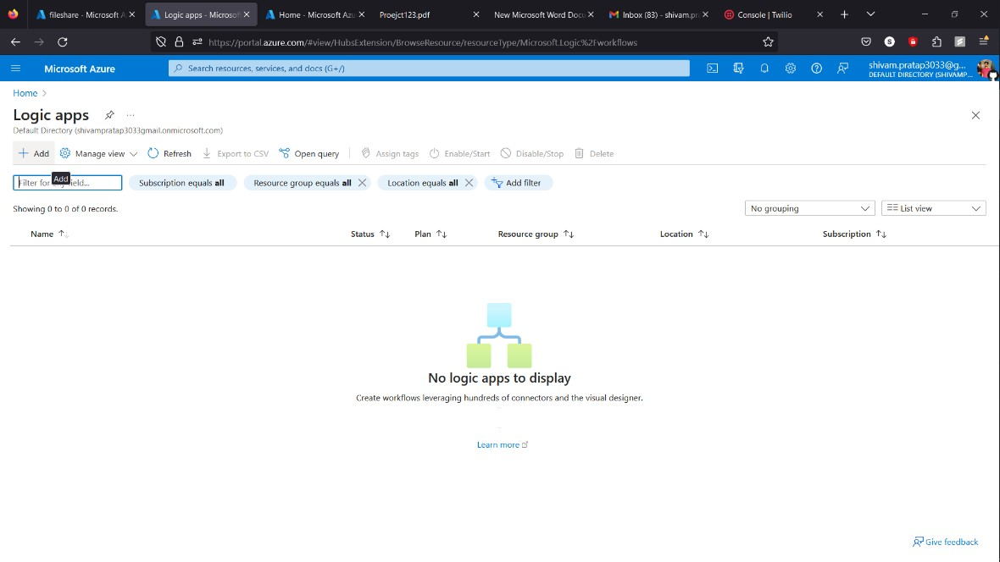 fileshare - Microsoft A
Logic apps - Microsof
Home - Microsoft Azu
Proejct123.pdf
New Microsoft Word Docu
Inbox (83) - shivam.pr
Console | Twilio
https://portal.azure.com/#view/HubsExtension/BrowseResource/resourceType/Microsoft.Logic%2Fworkflows
Microsoft Azure
Search resources, services, and docs (G+/)
shivam.pratap3033@g...
DEFAULT DIRECTORY (SHIVAMP...
Home
Logic apps
Default Directory (shivampratap3033gmail.onmicrosoft.com)
Add
Manage view
Refresh
Export to CSV
Open query
Assign tags
Enable/Start
Disable/Stop
Delete
Add
Filter for any field...
Subscription equals all
Resource group equals all
Location equals all
Add filter
Showing 0 to 0 of 0 records.
No grouping
List view
Name
Status
Plan
Resource group
Location
Subscription
No logic apps to display
Create workflows leveraging hundreds of connectors and the visual designer.
Learn more
Give feedback